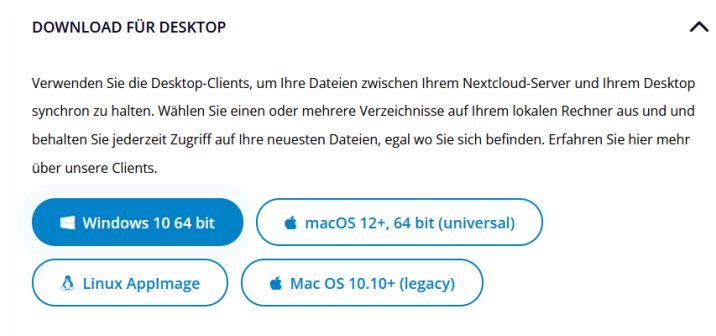 DOWNLOAD FÜR DESKTOP
Verwenden Sie die Desktop-Clients, um Ihre Dateien zwischen Ihrem Nextcloud-Server und Ihrem Desktop
synchron zu halten. Wählen Sie einen oder mehrere Verzeichnisse auf Ihrem lokalen Rechner aus und und
behalten Sie jederzeit Zugriff auf Ihre neuesten Dateien, egal wo Sie sich befinden. Erfahren Sie hier mehr
über unsere Clients.
Windows 10 64 bit
macOS 12+, 64 bit (universal)
Linux AppImage
Mac OS 10.10+ (legacy)